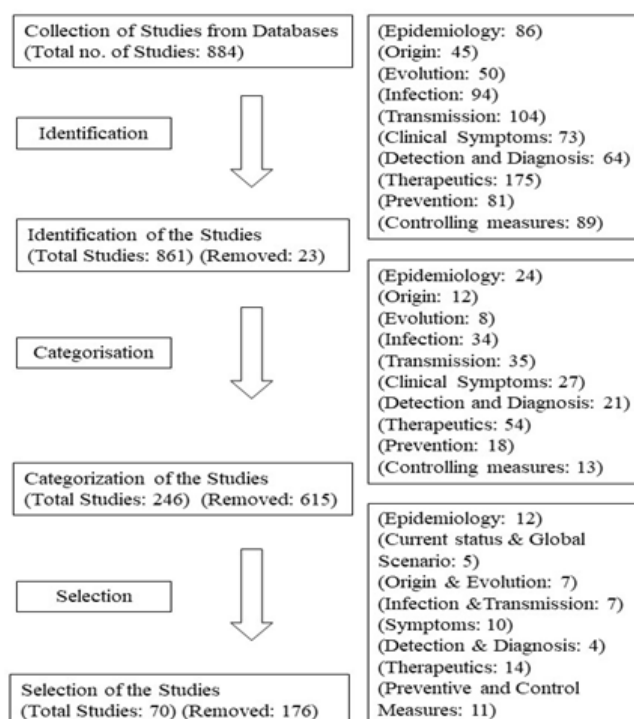 Collection of Studies from Databases
(Total no. of Studies: 884)
Identification
Identification of the Studies
(Total Studies: 861) (Removed: 23)
Categorisation
Categorization of the Studies
(Total Studies: 246) (Removed: 615)
Selection
Selection of the Studies
(Total Studies: 70) (Removed: 176)
(Epidemiology: 86)
(Origin: 45)
(Evolution: 50)
(Infection: 94)
(Transmission: 104)
(Clinical Symptoms: 73)
(Detection and Diagnosis: 64)
(Therapeutics: 175)
(Prevention: 81)
(Controlling measures: 89)
(Epidemiology: 24)
(Origin: 12)
(Evolution: 8)
(Infection: 34)
(Transmission: 35)
(Clinical Symptoms: 27)
(Detection and Diagnosis: 21)
(Therapeutics: 54)
(Prevention: 18)
(Controlling measures: 13)
(Epidemiology: 12)
(Current status & Global
Scenario: 5)
(Origin & Evolution: 7)
(Infection &Transmission: 7)
(Symptoms: 10)
(Detection & Diagnosis: 4)
(Therapeutics: 14)
(Preventive and Control
Measures: 11)